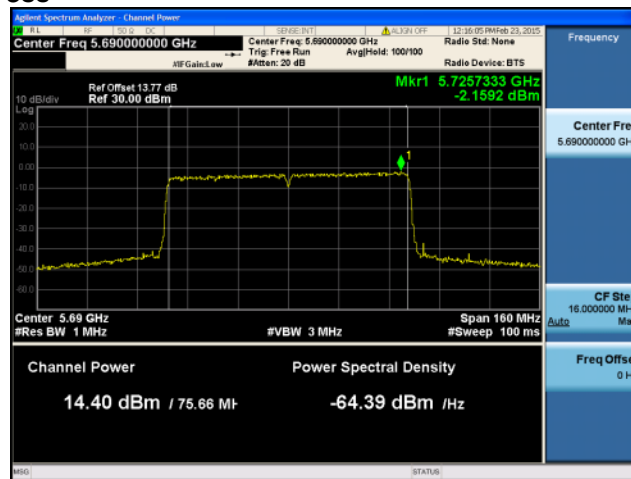 Agilent Spectrum Analyzer - Channel Power
RL RF 50 Ω DC SENSE:INT ALIGN OFF 12:16:05 PM Feb 23, 2015
Center Freq 5.690000000 GHz
Center Freq: 5.690000000 GHz
Radio Std: None
Trig: Free Run Avg|Hold: 100/100
#IFGain:Low #Atten: 20 dB Radio Device: BTS
Frequency
Mkr1 5.7257333 GHz
-2.1592 dBm
Ref Offset 13.77 dB
10 dB/div Ref 30.00 dBm
Log
20.0
10.0
0.00
-10.0
-20.0
-30.0
-40.0
-50.0
-60.0
1
Center Fre
5.690000000 GH
Center 5.69 GHz Span 160 MHz
#Res BW 1 MHz #VBW 3 MHz #Sweep 100 ms
CF Ste
16.000000 MH
Auto Ma
Channel Power Power Spectral Density
14.40 dBm / 75.66 MH -64.39 dBm /Hz
Freq Offse
0 H
MSG STATUS